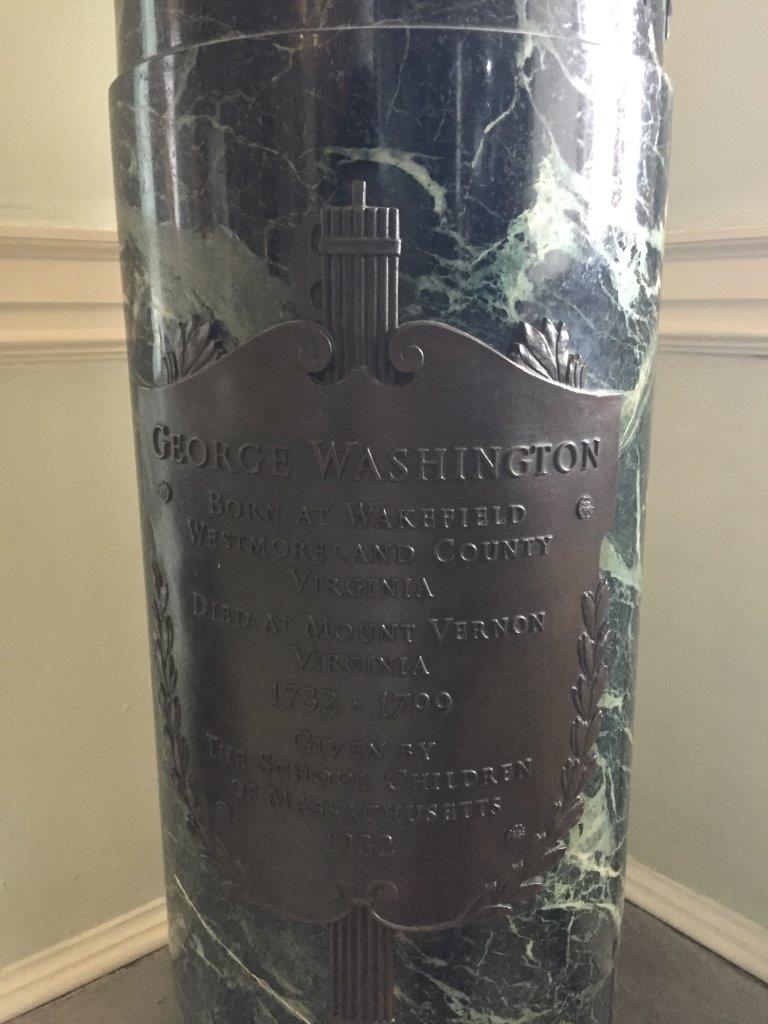 GEORGE WASHINGTON
BORN AT WAKEFIELD
WESTMORELAND COUNTY
VIRGINIA
DIED AT MOUNT VERNON
VIRGINIA
1732 - 1799
GIVEN BY
THE SCHOOL CHILDREN
OF MASSACHUSETTS
1932